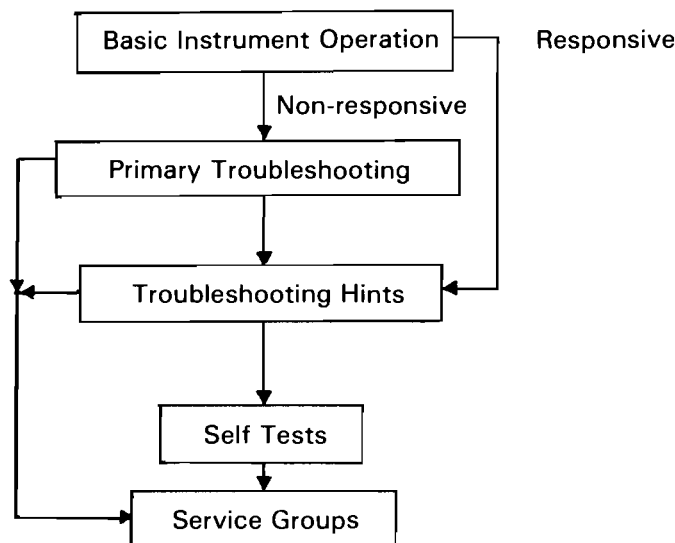 Basic Instrument Operation
Responsive
Non-responsive
Primary Troubleshooting
Troubleshooting Hints
Self Tests
Service Groups